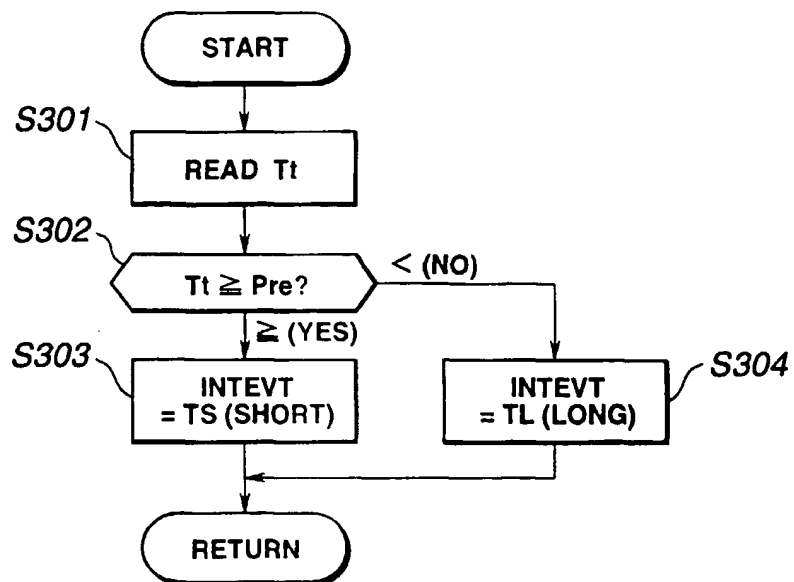 START
S301
READ Tt
S302
Tt ≧ Pre?
< (NO)
≧ (YES)
S303
INTEVT
= TS (SHORT)
INTEVT
= TL (LONG)
S304
RETURN